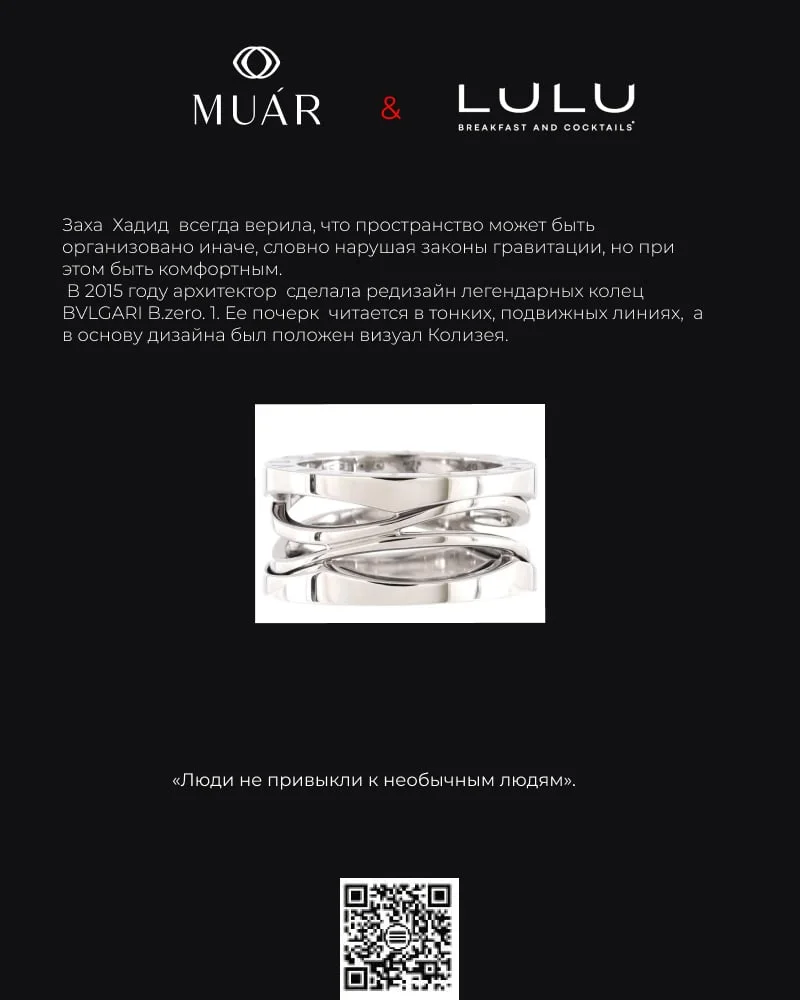 MUÁR & LULU
BREAKFAST AND COCKTAILS
Заха Хадид всегда верила, что пространство может быть
организовано иначе, словно нарушая законы гравитации, но при
этом быть комфортным.
В 2015 году архитектор сделала редизайн легендарных колец
BVLGARI B.zero. 1. Ее почерк читается в тонких, подвижных линиях, а
в основу дизайна был положен визуал Колизея.
«Люди не привыкли к необычным людям».